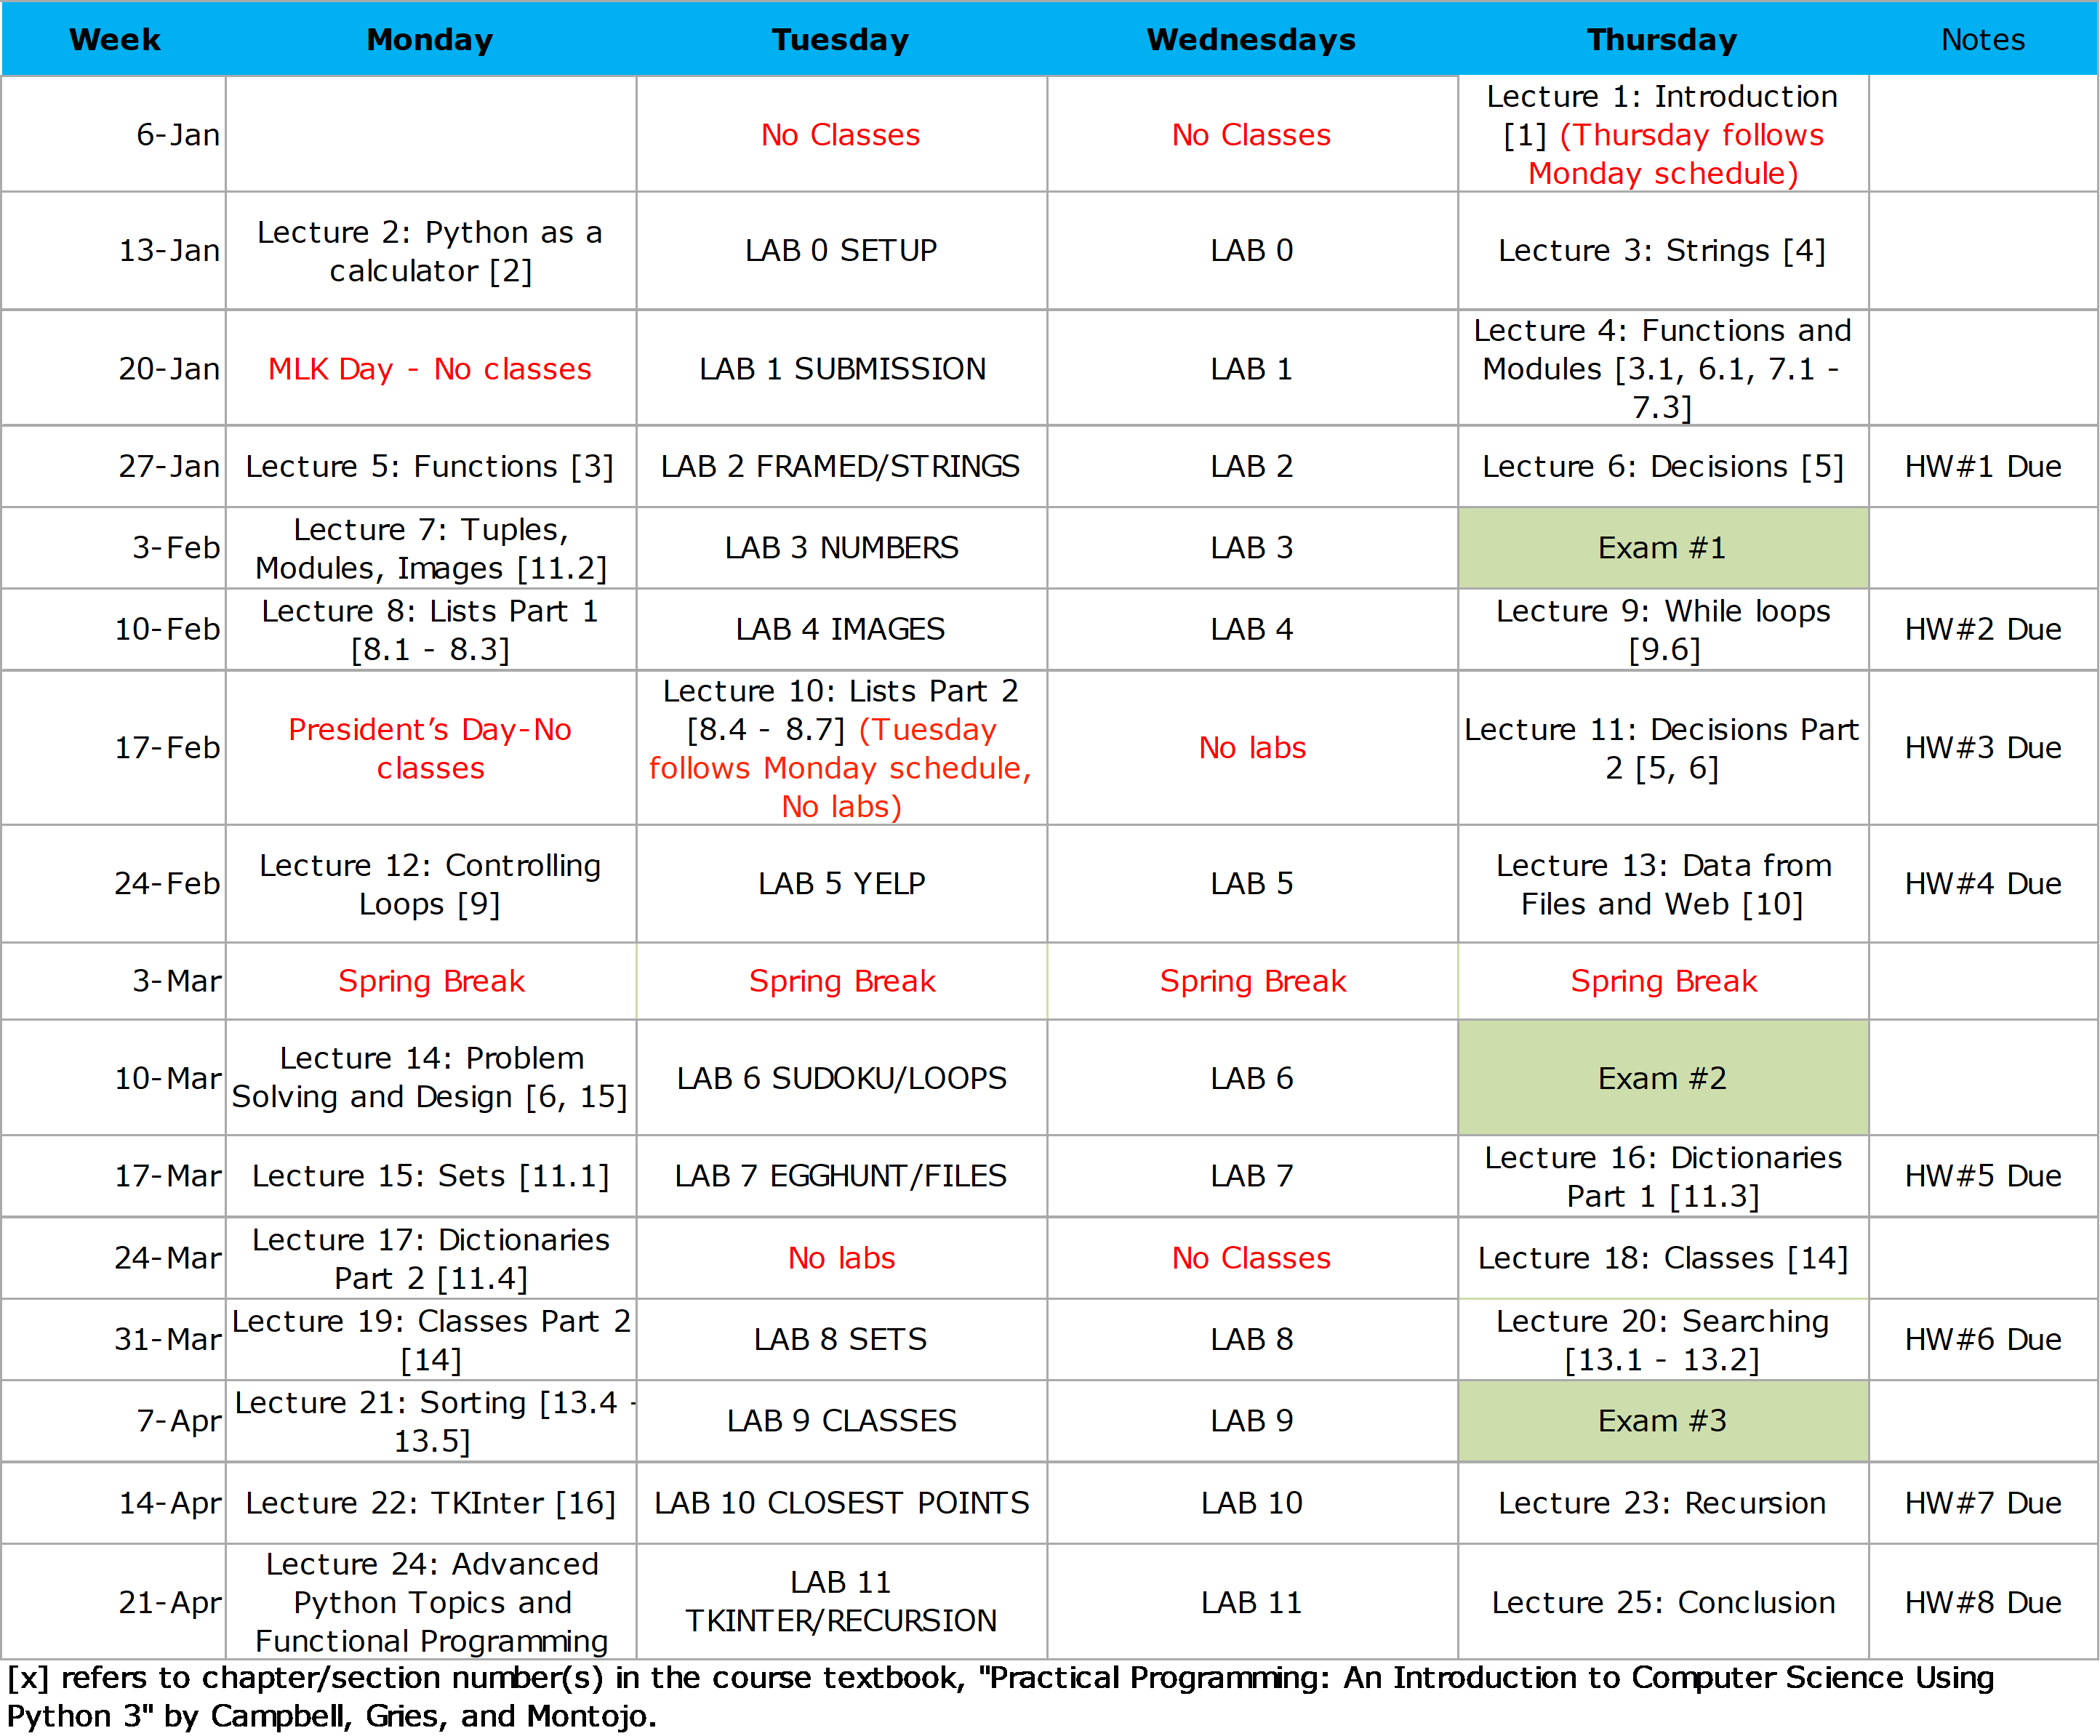 Week Monday Tuesday Wednesdays Thursday Notes
6-Jan No Classes No Classes Lecture 1: Introduction
[1] (Thursday follows
Monday schedule)
13-Jan Lecture 2: Python as a
calculator [2] LAB 0 SETUP LAB 0 Lecture 3: Strings [4]
20-Jan MLK Day - No classes LAB 1 SUBMISSION LAB 1 Lecture 4: Functions and
Modules [3.1, 6.1, 7.1 -
7.3]
27-Jan Lecture 5: Functions [3] LAB 2 FRAMED/STRINGS LAB 2 Lecture 6: Decisions [5] HW#1 Due
3-Feb Lecture 7: Tuples,
Modules, Images [11.2] LAB 3 NUMBERS LAB 3 Exam #1
10-Feb Lecture 8: Lists Part 1
[8.1 - 8.3] LAB 4 IMAGES LAB 4 Lecture 9: While loops
[9.6] HW#2 Due
17-Feb President’s Day-No
classes Lecture 10: Lists Part 2
[8.4 - 8.7] (Tuesday
follows Monday schedule,
No labs) No labs Lecture 11: Decisions Part
2 [5, 6] HW#3 Due
24-Feb Lecture 12: Controlling
Loops [9] LAB 5 YELP LAB 5 Lecture 13: Data from
Files and Web [10] HW#4 Due
3-Mar Spring Break Spring Break Spring Break Spring Break
10-Mar Lecture 14: Problem
Solving and Design [6, 15] LAB 6 SUDOKU/LOOPS LAB 6 Exam #2
17-Mar Lecture 15: Sets [11.1] LAB 7 EGGHUNT/FILES LAB 7 Lecture 16: Dictionaries
Part 1 [11.3] HW#5 Due
24-Mar Lecture 17: Dictionaries
Part 2 [11.4] No labs No Classes Lecture 18: Classes [14]
31-Mar Lecture 19: Classes Part 2
[14] LAB 8 SETS LAB 8 Lecture 20: Searching
[13.1 - 13.2] HW#6 Due
7-Apr Lecture 21: Sorting [13.4 -
13.5] LAB 9 CLASSES LAB 9 Exam #3
14-Apr Lecture 22: TKInter [16] LAB 10 CLOSEST POINTS LAB 10 Lecture 23: Recursion HW#7 Due
21-Apr Lecture 24: Advanced
Python Topics and
Functional Programming LAB 11
TKINTER/RECURSION LAB 11 Lecture 25: Conclusion HW#8 Due
[x] refers to chapter/section number(s) in the course textbook, "Practical Programming: An Introduction to Computer Science Using
Python 3" by Campbell, Gries, and Montojo.